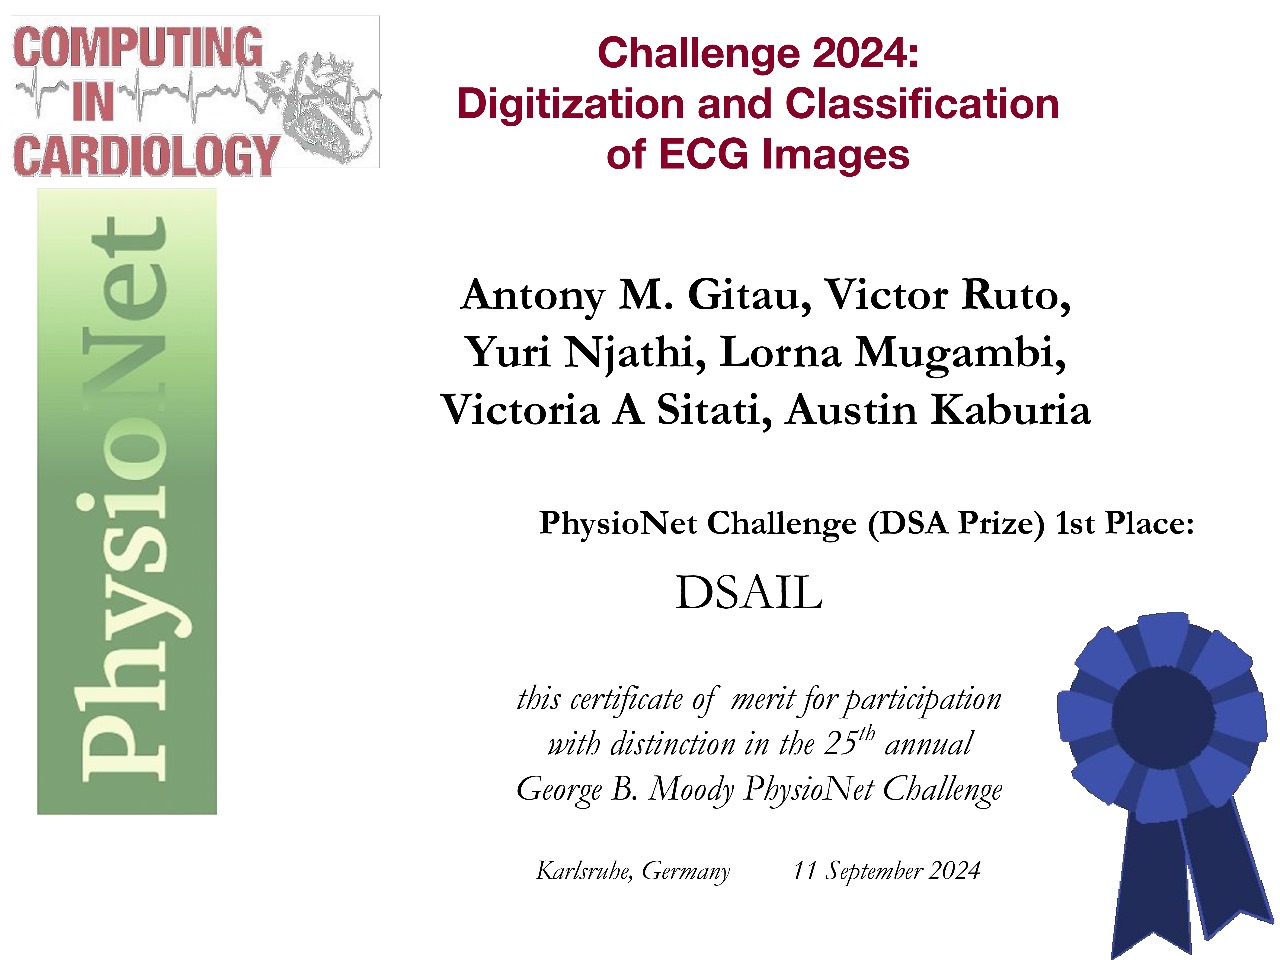 COMPUTING
IN
CARDIOLOGY
PhysioNet
Challenge 2024:
Digitization and Classification
of ECG Images
Antony M. Gitau, Victor Ruto,
Yuri Njathi, Lorna Mugambi,
Victoria A Sitati, Austin Kaburia
PhysioNet Challenge (DSA Prize) 1st Place:
DSAIL
this certificate of merit for participation
with distinction in the 25th annual
George B. Moody PhysioNet Challenge
Karlsruhe, Germany 11 September 2024